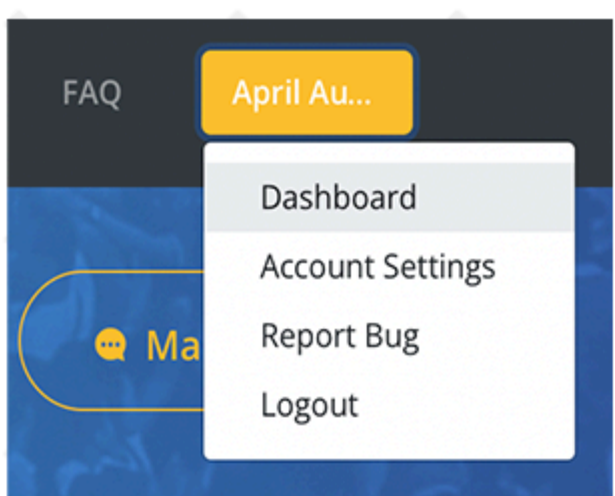 FAQ
April Au...
Dashboard
Account Settings
Report Bug
Logout
Ma